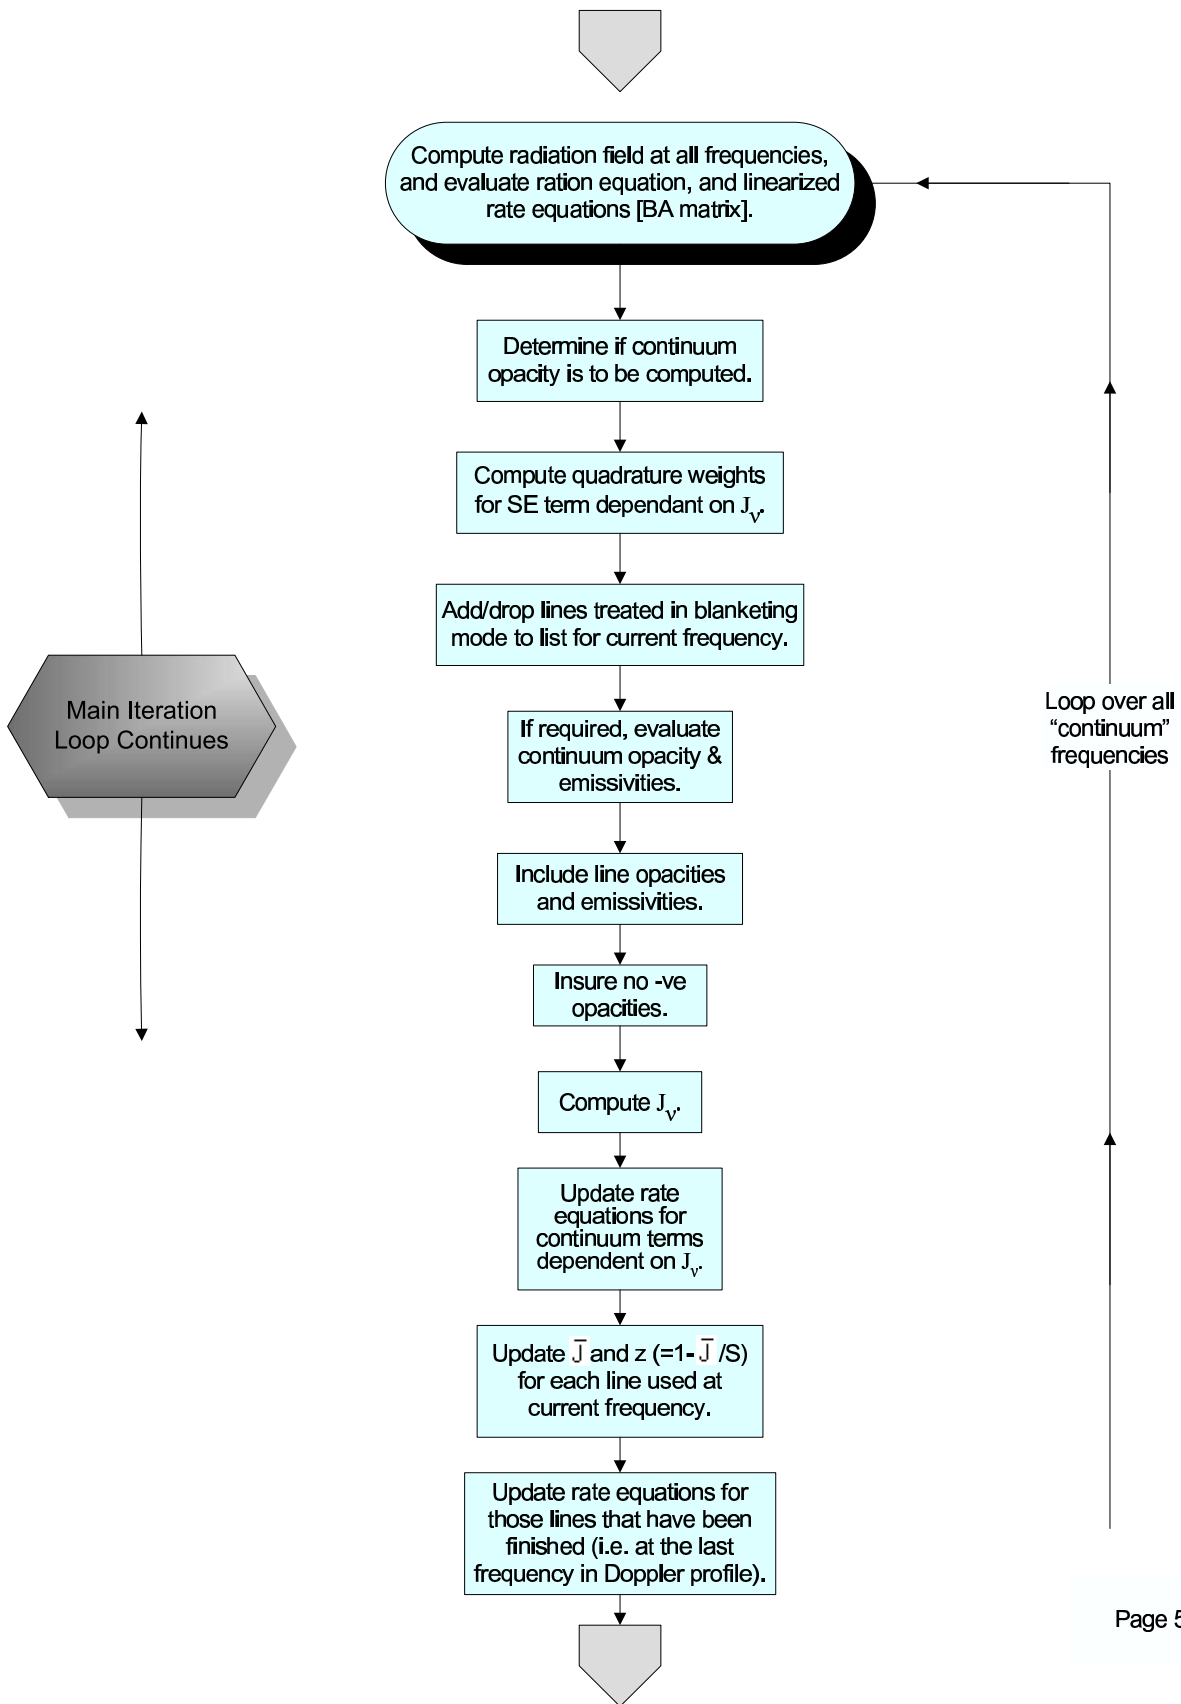 Compute radiation field at all frequencies,
and evaluate ration equation, and linearized
rate equations [BA matrix].
Determine if continuum
opacity is to be computed.
Compute quadrature weights
for SE term dependant on Jν.
Add/drop lines treated in blanketing
mode to list for current frequency.
Main Iteration
Loop Continues
Loop over all
“continuum”
frequencies
If required, evaluate
continuum opacity &
emissivities.
Include line opacities
and emissivities.
Insure no -ve
opacities.
Compute Jν.
Update rate
equations for
continuum terms
dependent on Jν.
Update J̅ and z (=1- J̅ /S)
for each line used at
current frequency.
Update rate equations for
those lines that have been
finished (i.e. at the last
frequency in Doppler profile).
Page 5